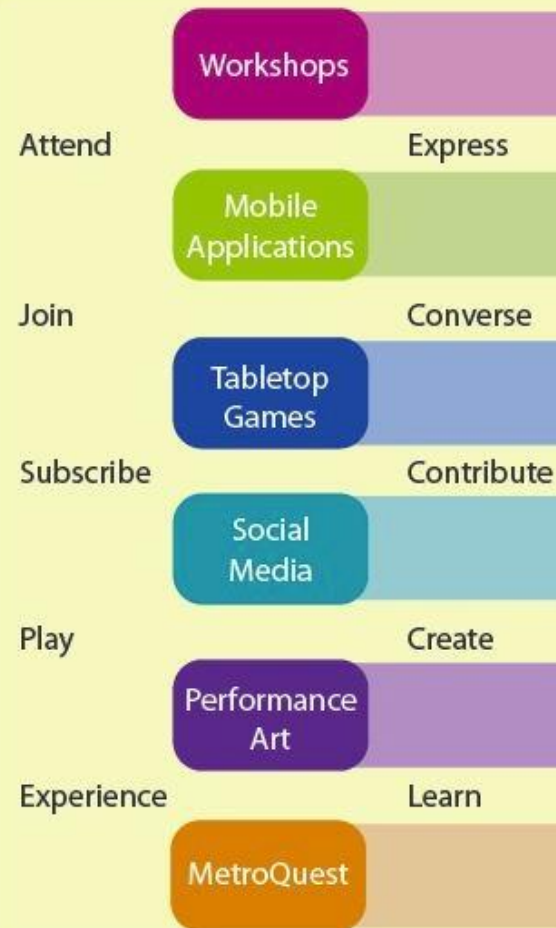 Workshops
Attend Express
Mobile
Applications
Join Converse
Tabletop
Games
Subscribe Contribute
Social
Media
Play Create
Performance
Art
Experience Learn
MetroQuest